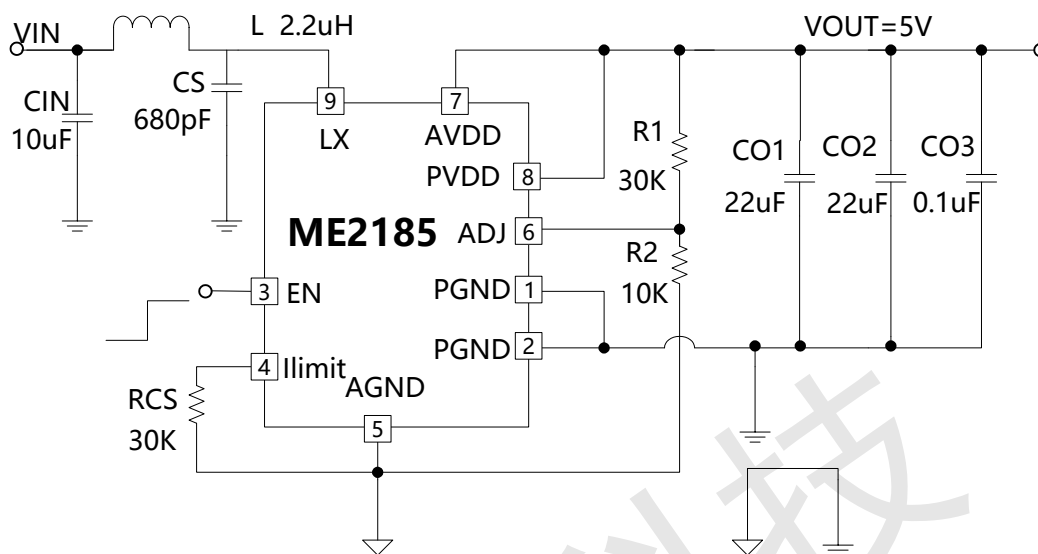 VIN
L 2.2uH
VOUT=5V
CIN
10uF
CS
680pF
9
LX
7
AVDD
PVDD
8
ME2185
ADJ
6
R1
30K
R2
10K
CO1
22uF
CO2
22uF
CO3
0.1uF
3
EN
PGND
1
PGND
2
4
Ilimit
AGND
5
RCS
30K
科技